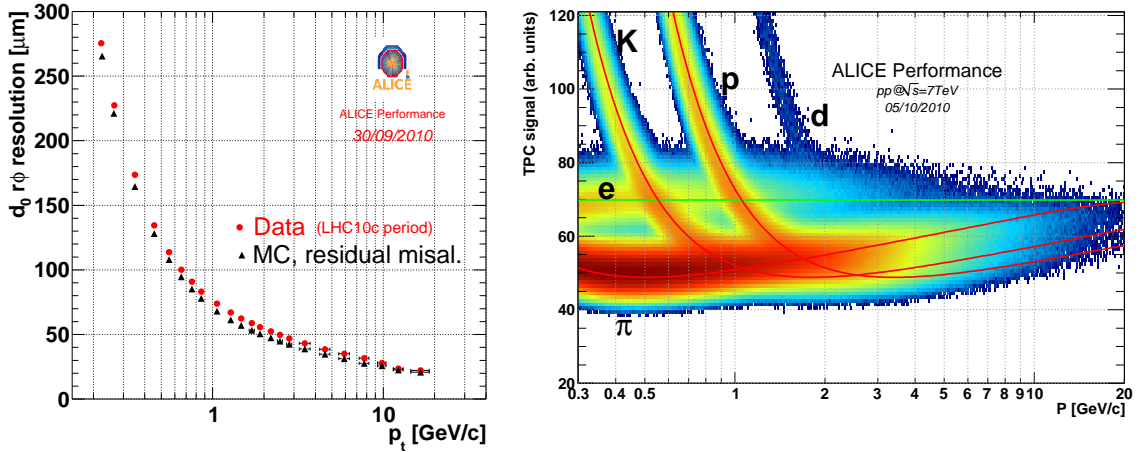 d₀ rϕ resolution [μm]
300
250
200
150
100
50
0
ALICE
ALICE Performance
30/09/2010
Data (LHC10c period)
MC, residual misal.
1
10
pₜ [GeV/c]
TPC signal (arb. units)
120
100
80
60
40
20
K
p
d
e
π
ALICE Performance
pp@√s=7TeV
05/10/2010
0.3 0.4 0.5 1 2 3 4 5 6 7 8 9 10 20
P [GeV/c]